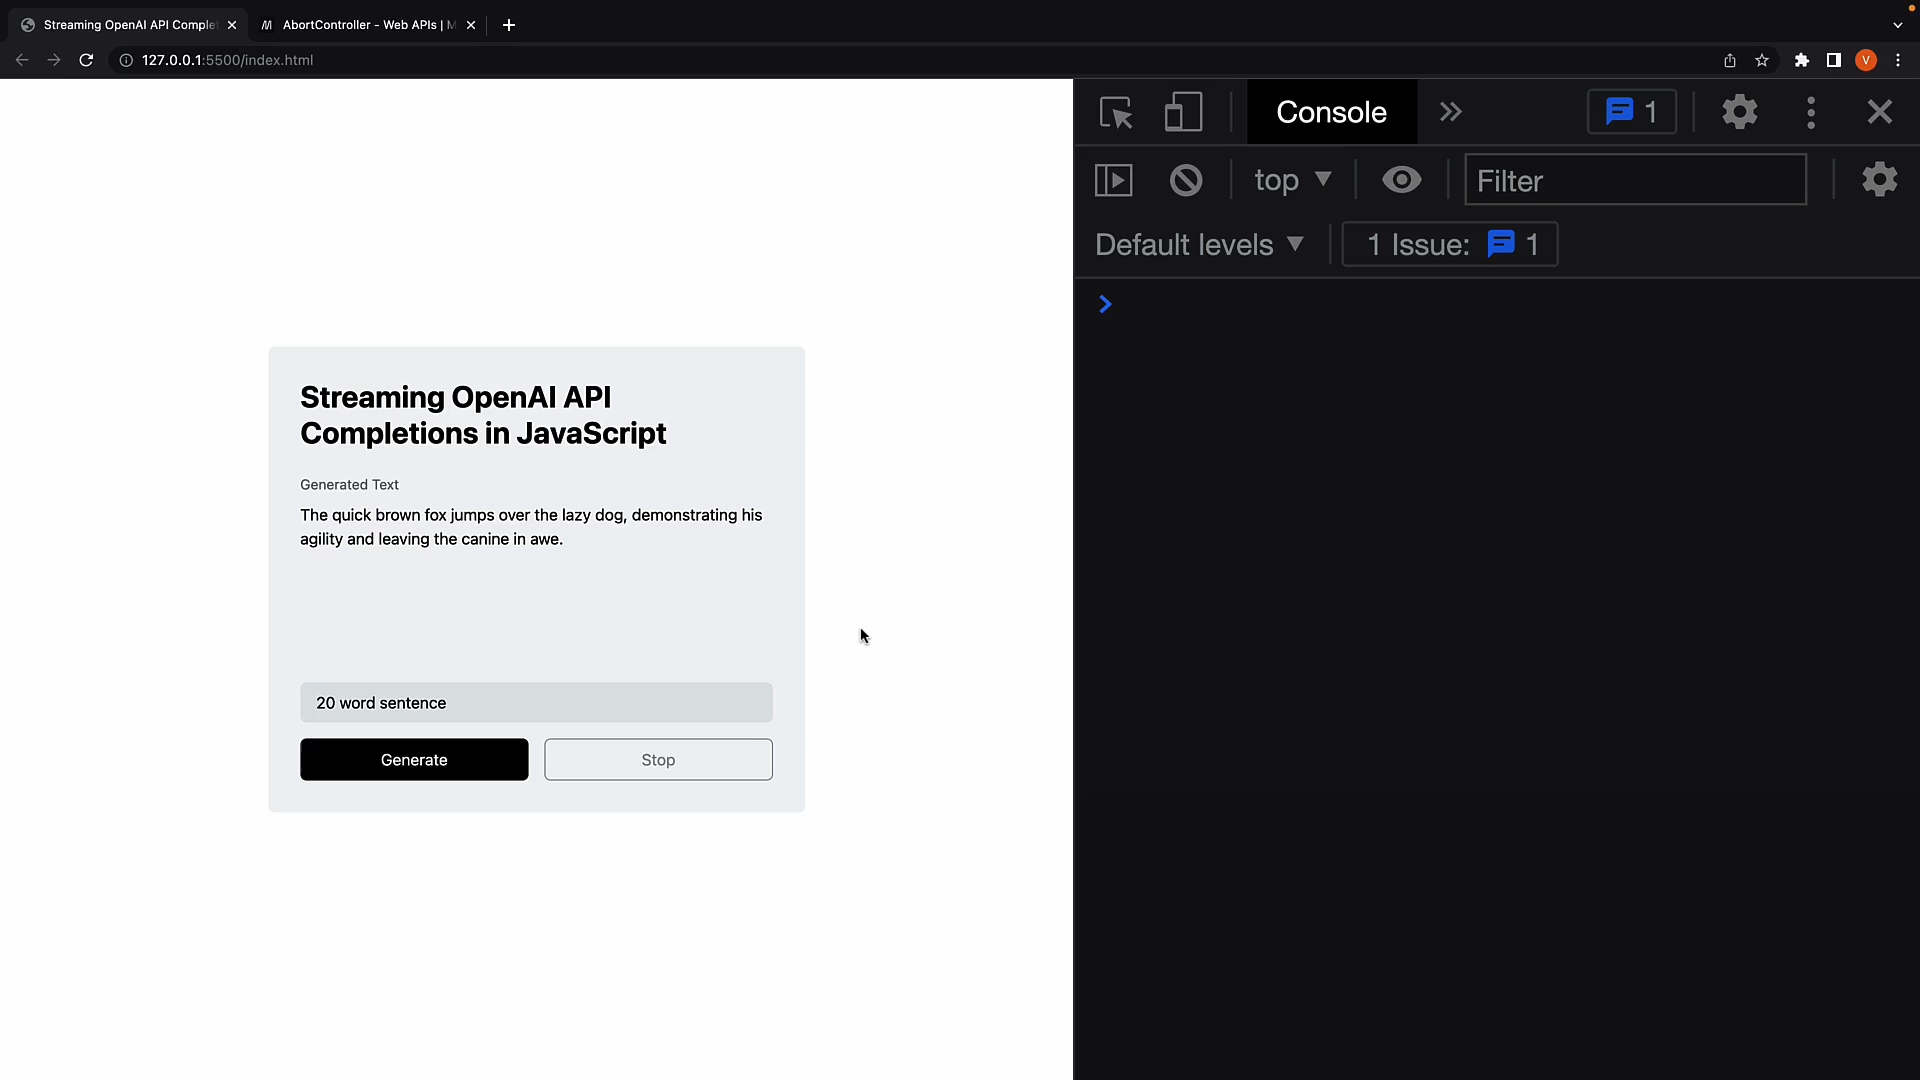 Streaming OpenAI API Comple
AbortController - Web APIs | M
127.0.0.1:5500/index.html
V
Console
1
top
Filter
Default levels
1 Issue:
1
Streaming OpenAI API
Completions in JavaScript
Generated Text
The quick brown fox jumps over the lazy dog, demonstrating his
agility and leaving the canine in awe.
20 word sentence
Generate
Stop